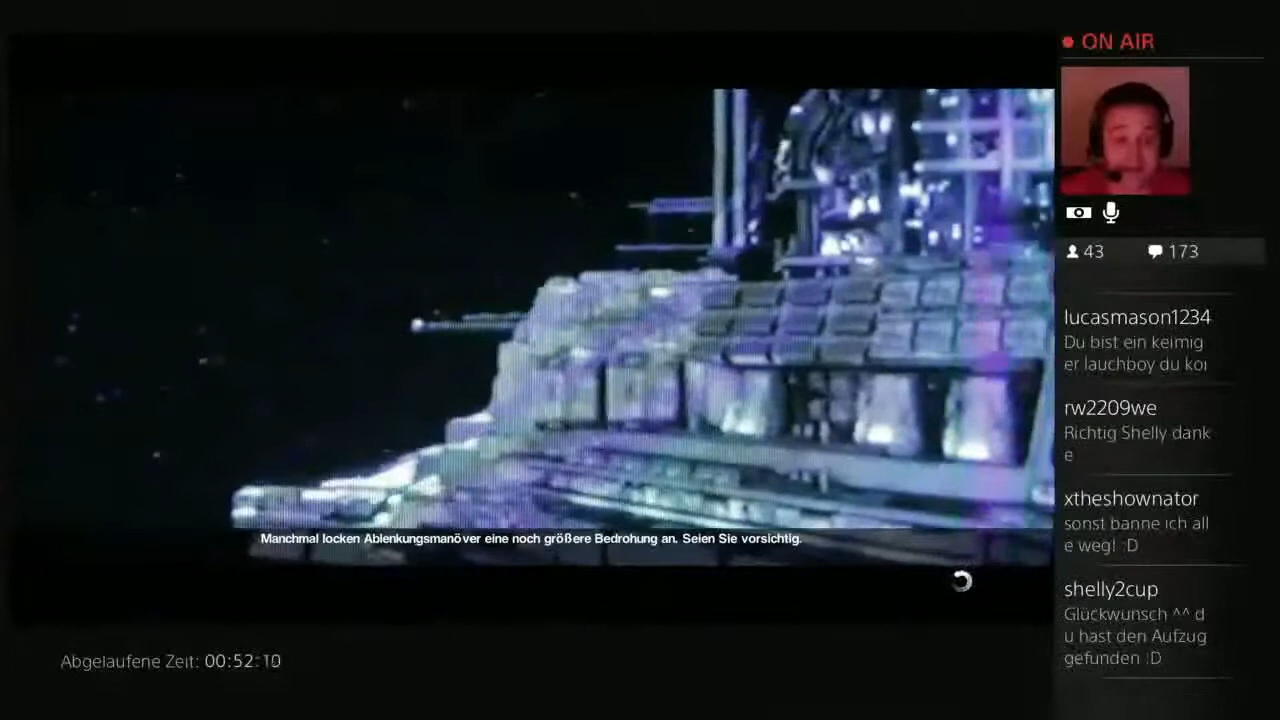 ON AIR
43 173
lucasmason1234
Du bist ein keimig
er lauchboy du koi
rw2209we
Richtig Shelly dank
e
xtheshownator
sonst banne ich all
e weg! :D
shelly2cup
Glückwunsch ^^ d
u hast den Aufzug
gefunden :D
Manchmal locken Ablenkungsmanöver eine noch größere Bedrohung an. Seien Sie vorsichtig.
Abgelaufene Zeit: 00:52:10